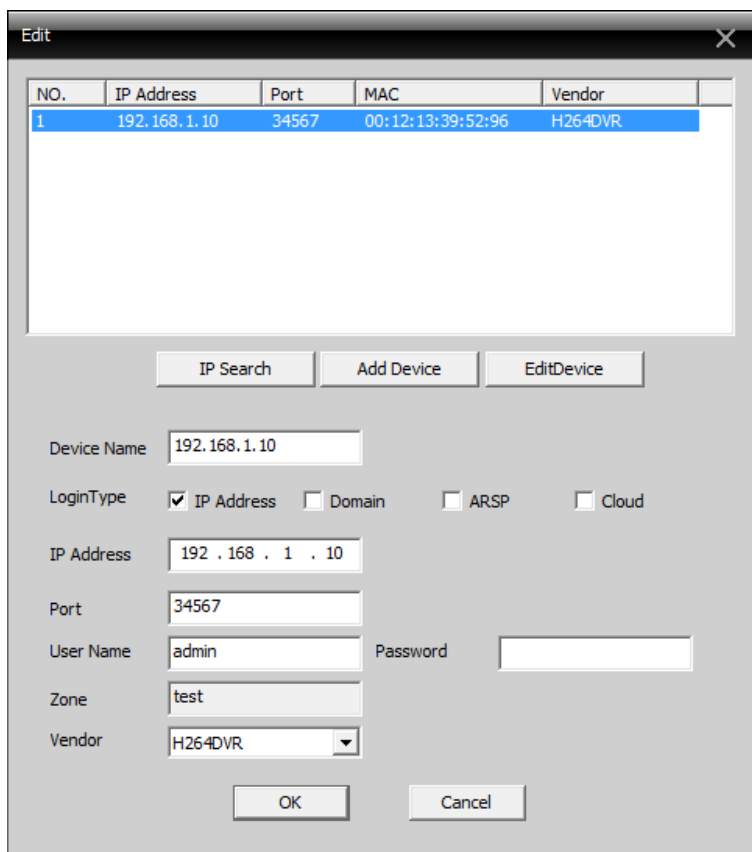 Edit
NO. IP Address Port MAC Vendor
1 192.168.1.10 34567 00:12:13:39:52:96 H264DVR
IP Search Add Device EditDevice
Device Name 192.168.1.10
LoginType IP Address Domain ARSP Cloud
IP Address 192 . 168 . 1 . 10
Port 34567
User Name admin Password
Zone test
Vendor H264DVR
OK Cancel